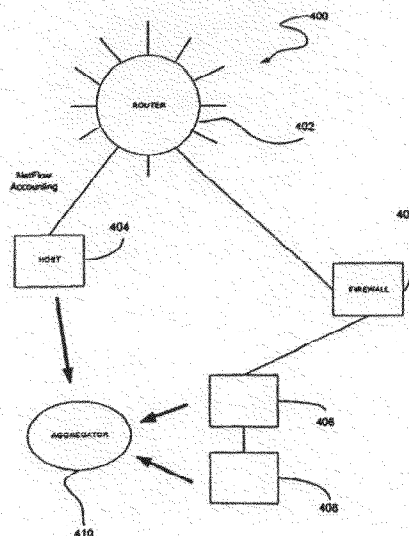 400
ROUTER
402
NetFlow
Accounting
404
HOST
FIREWALL
406
AGGREGATOR
408
410